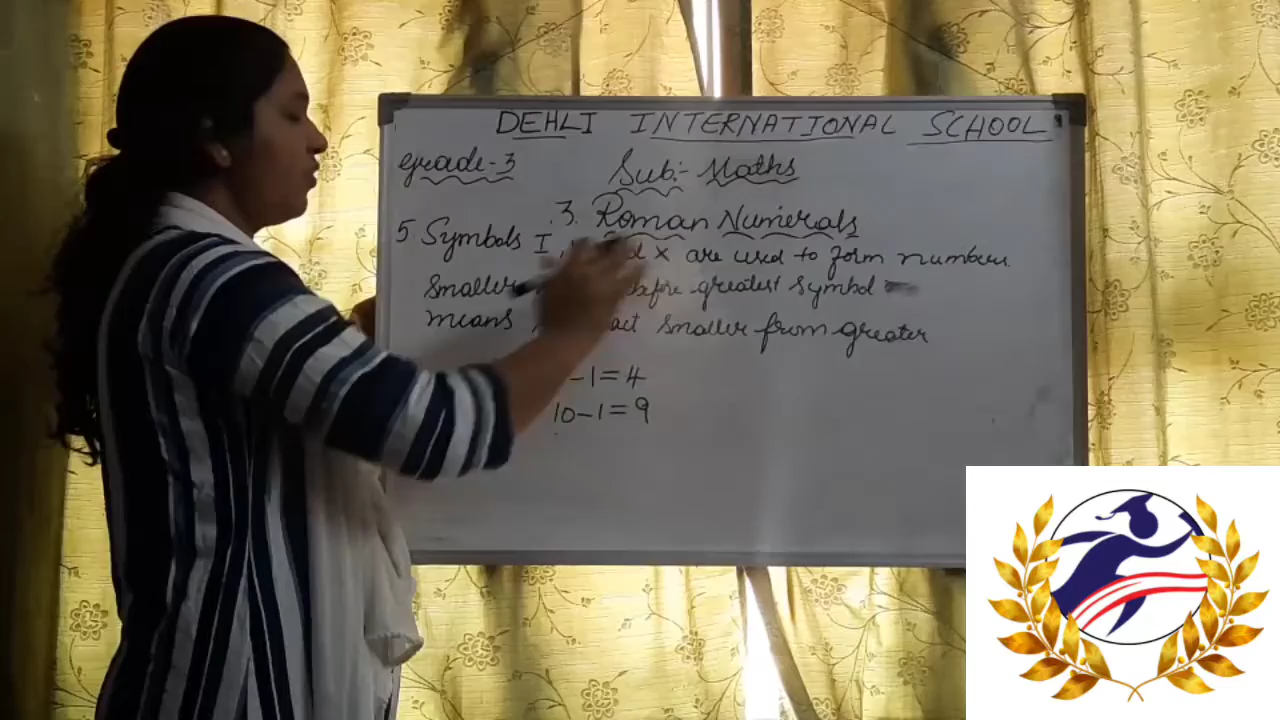 DEHLI INTERNATIONAL SCHOOL
grade-3 Sub:- Maths
3. Roman Numerals
5. Symbols I, X are used to form numbers
Smaller before greatest symbol
means smaller from greater
-1=4
10-1=9